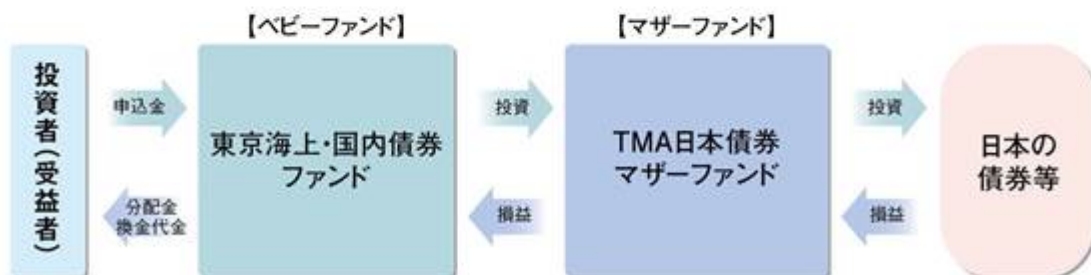 【ベビーファンド】
【マザーファンド】
投資者(受益者)
申込金
分配金
換金代金
東京海上・国内債券
ファンド
投資
損益
TMA日本債券
マザーファンド
投資
損益
日本の
債券等